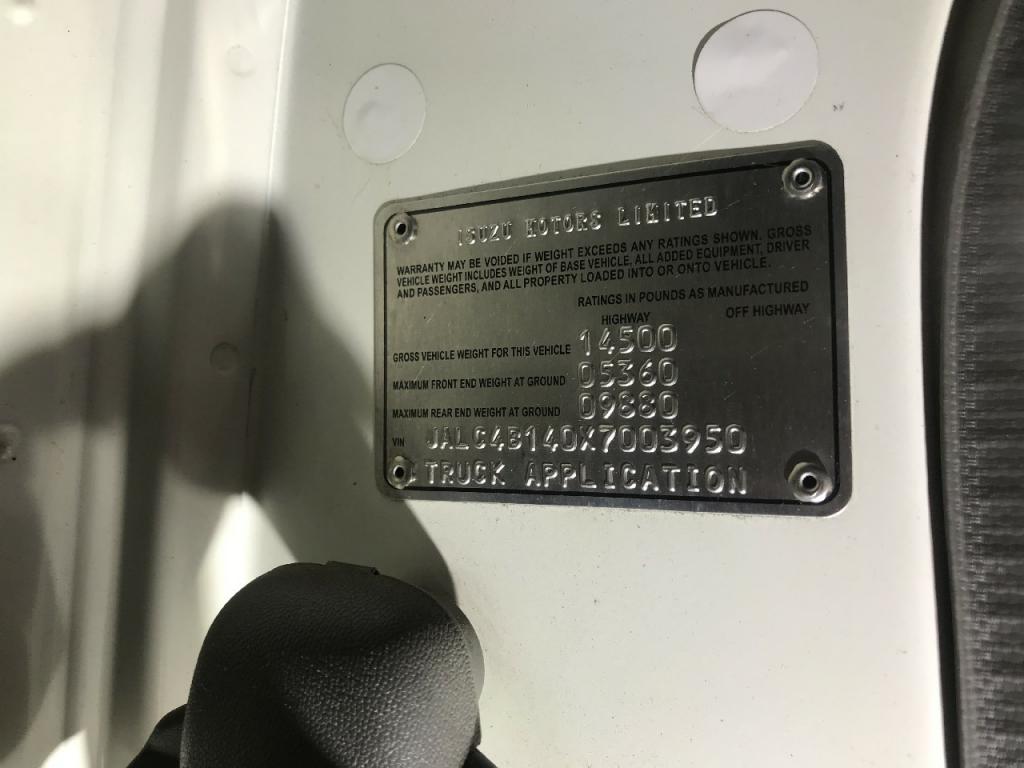 ISUZU MOTORS LIMITED
WARRANTY MAY BE VOIDED IF WEIGHT EXCEEDS ANY RATINGS SHOWN. GROSS
VEHICLE WEIGHT INCLUDES WEIGHT OF BASE VEHICLE, ALL ADDED EQUIPMENT, DRIVER
AND PASSENGERS, AND ALL PROPERTY LOADED INTO OR ONTO VEHICLE.
RATINGS IN POUNDS AS MANUFACTURED
HIGHWAY OFF HIGHWAY
GROSS VEHICLE WEIGHT FOR THIS VEHICLE 14500
MAXIMUM FRONT END WEIGHT AT GROUND 05360
MAXIMUM REAR END WEIGHT AT GROUND 09880
VIN JALC4B140X7003950
TRUCK APPLICATION